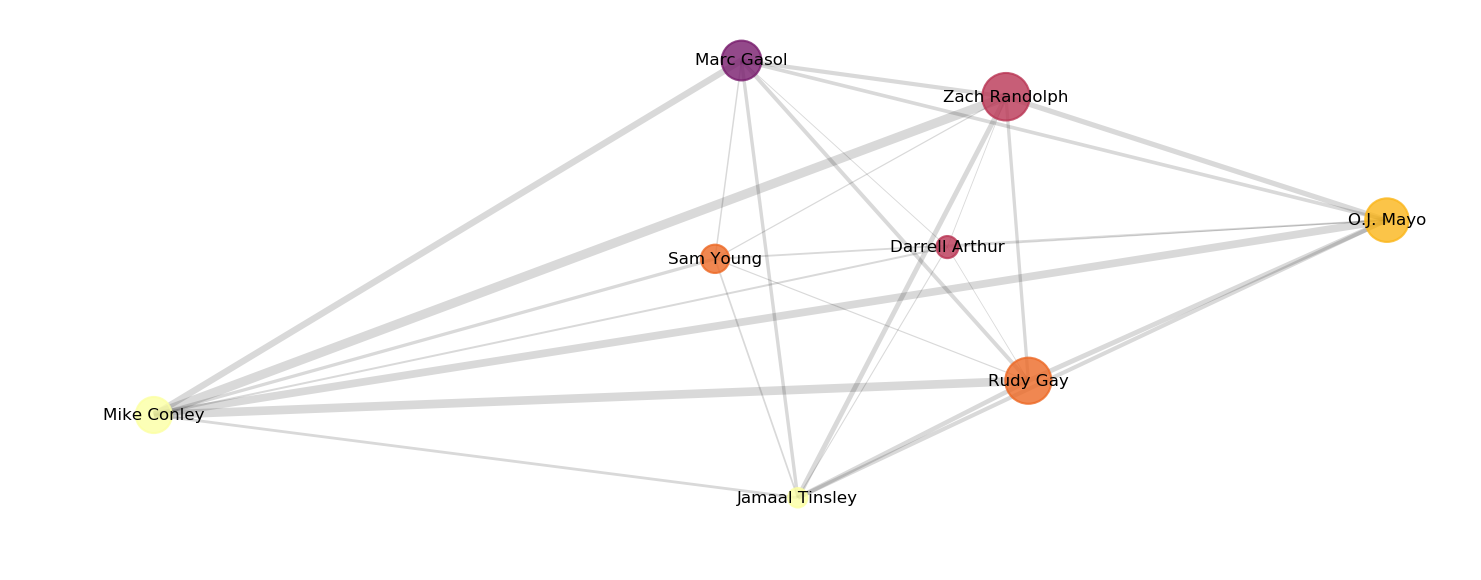 Marc Gasol
Zach Randolph
O.J. Mayo
Darrell Arthur
Sam Young
Rudy Gay
Mike Conley
Jamaal Tinsley